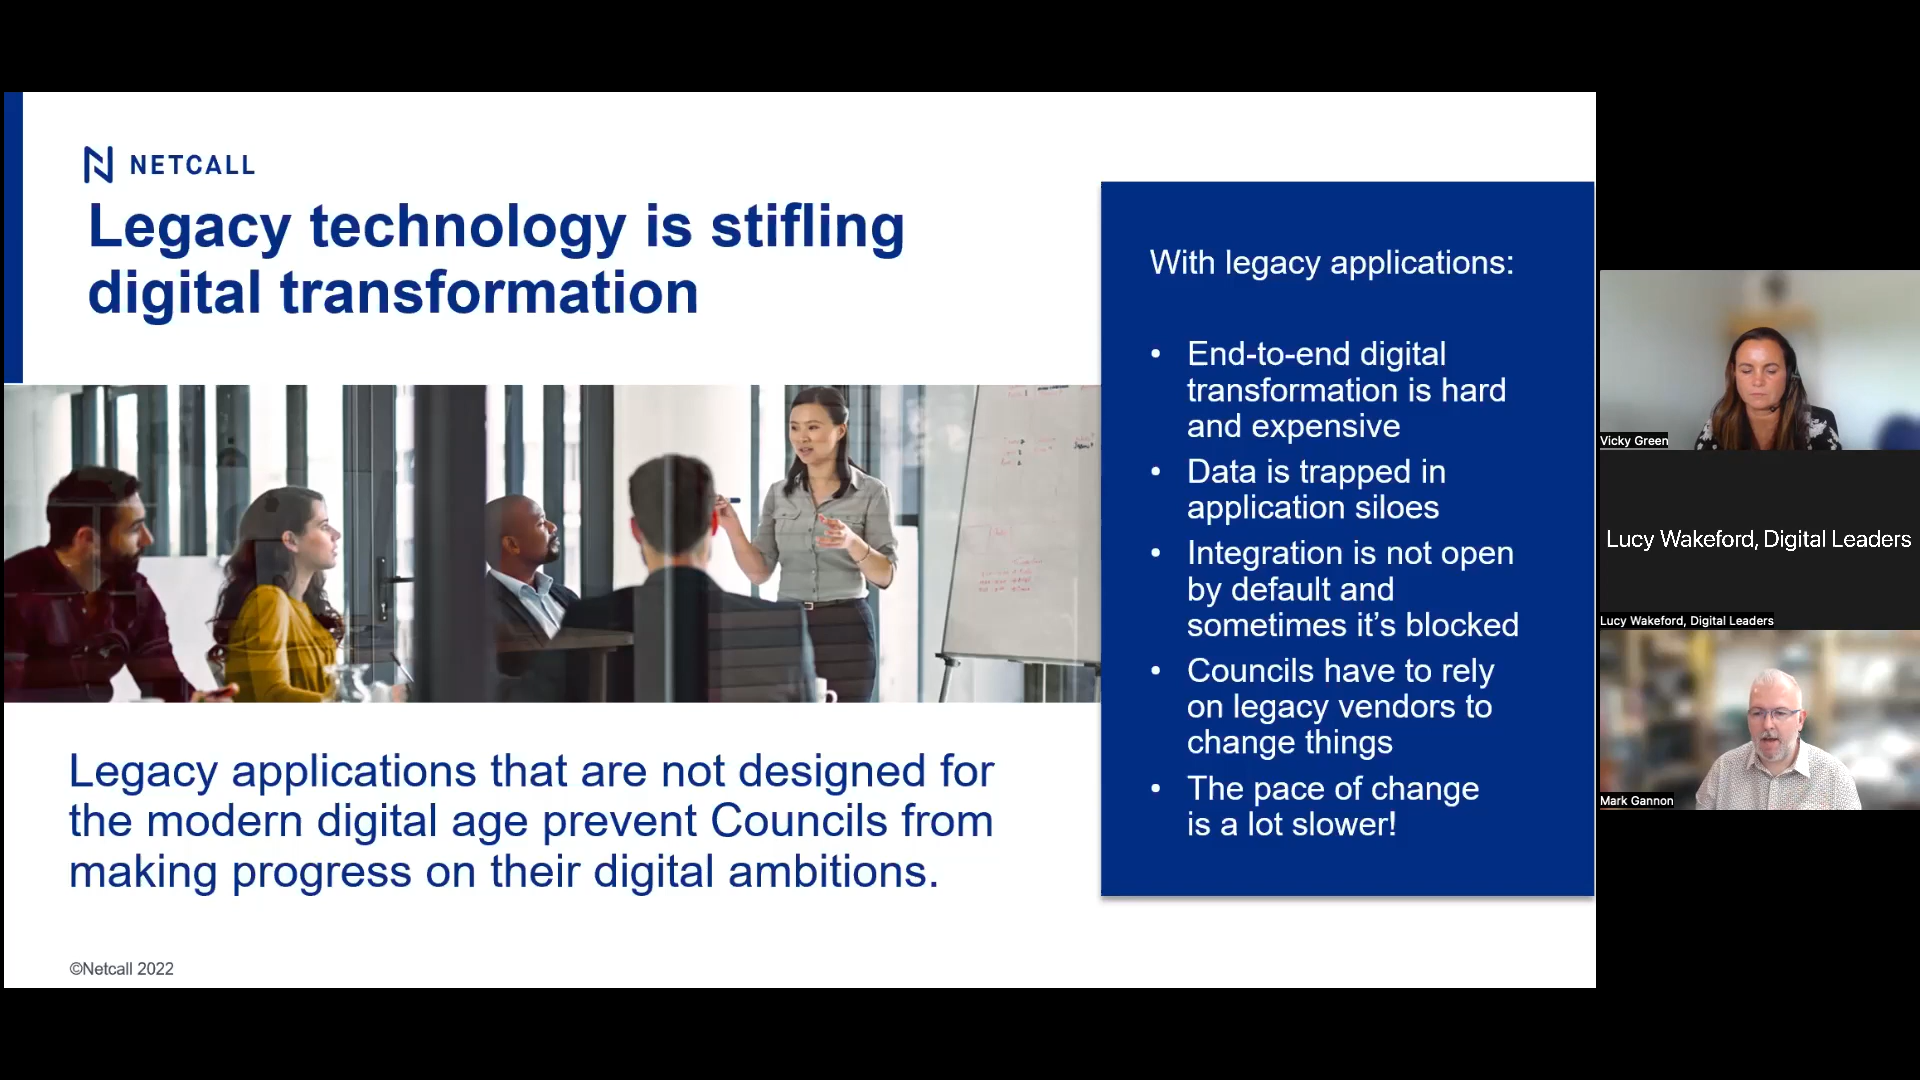 NETCALL
Legacy technology is stifling
digital transformation
With legacy applications:
• End-to-end digital
transformation is hard
and expensive
• Data is trapped in
application siloes
• Integration is not open
by default and
sometimes it’s blocked
• Councils have to rely
on legacy vendors to
change things
• The pace of change
is a lot slower!
Legacy applications that are not designed for
the modern digital age prevent Councils from
making progress on their digital ambitions.
©Netcall 2022
Vicky Green
Lucy Wakeford, Digital Leaders
Lucy Wakeford, Digital Leaders
Mark Gannon